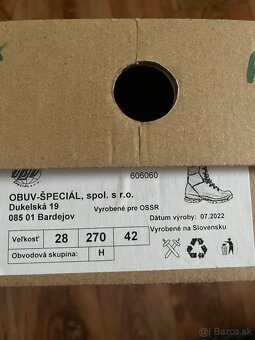 OBN
606060
OBUV-ŠPECIÁL, spol. s r.o.
Dukelská 19
085 01 Bardejov
Vyrobené pre OSSR
Dátum výroby: 07.2022
Vyrobené na Slovensku
Veľkosť 28 270 42
Obvodová skupina: H
bazos.sk